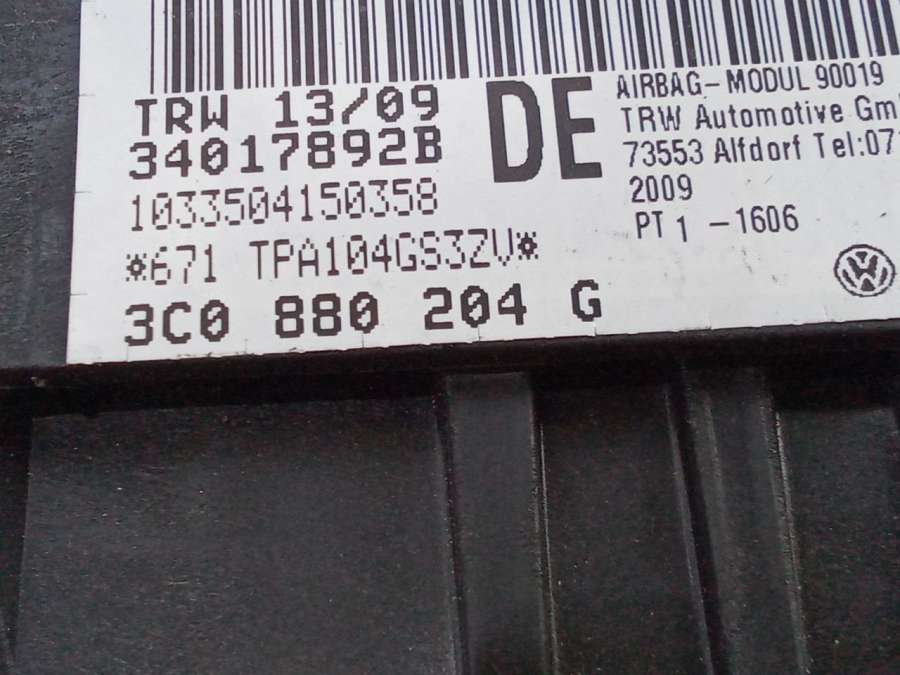 TRW 13/09
34017892B
1033504150358
*671 TPA104GS3ZV*
3C0 880 204 G
DE
AIRBAG-MODUL 90019
TRW Automotive Gm
73553 Alfdorf Tel:07
2009
PT 1 -1606